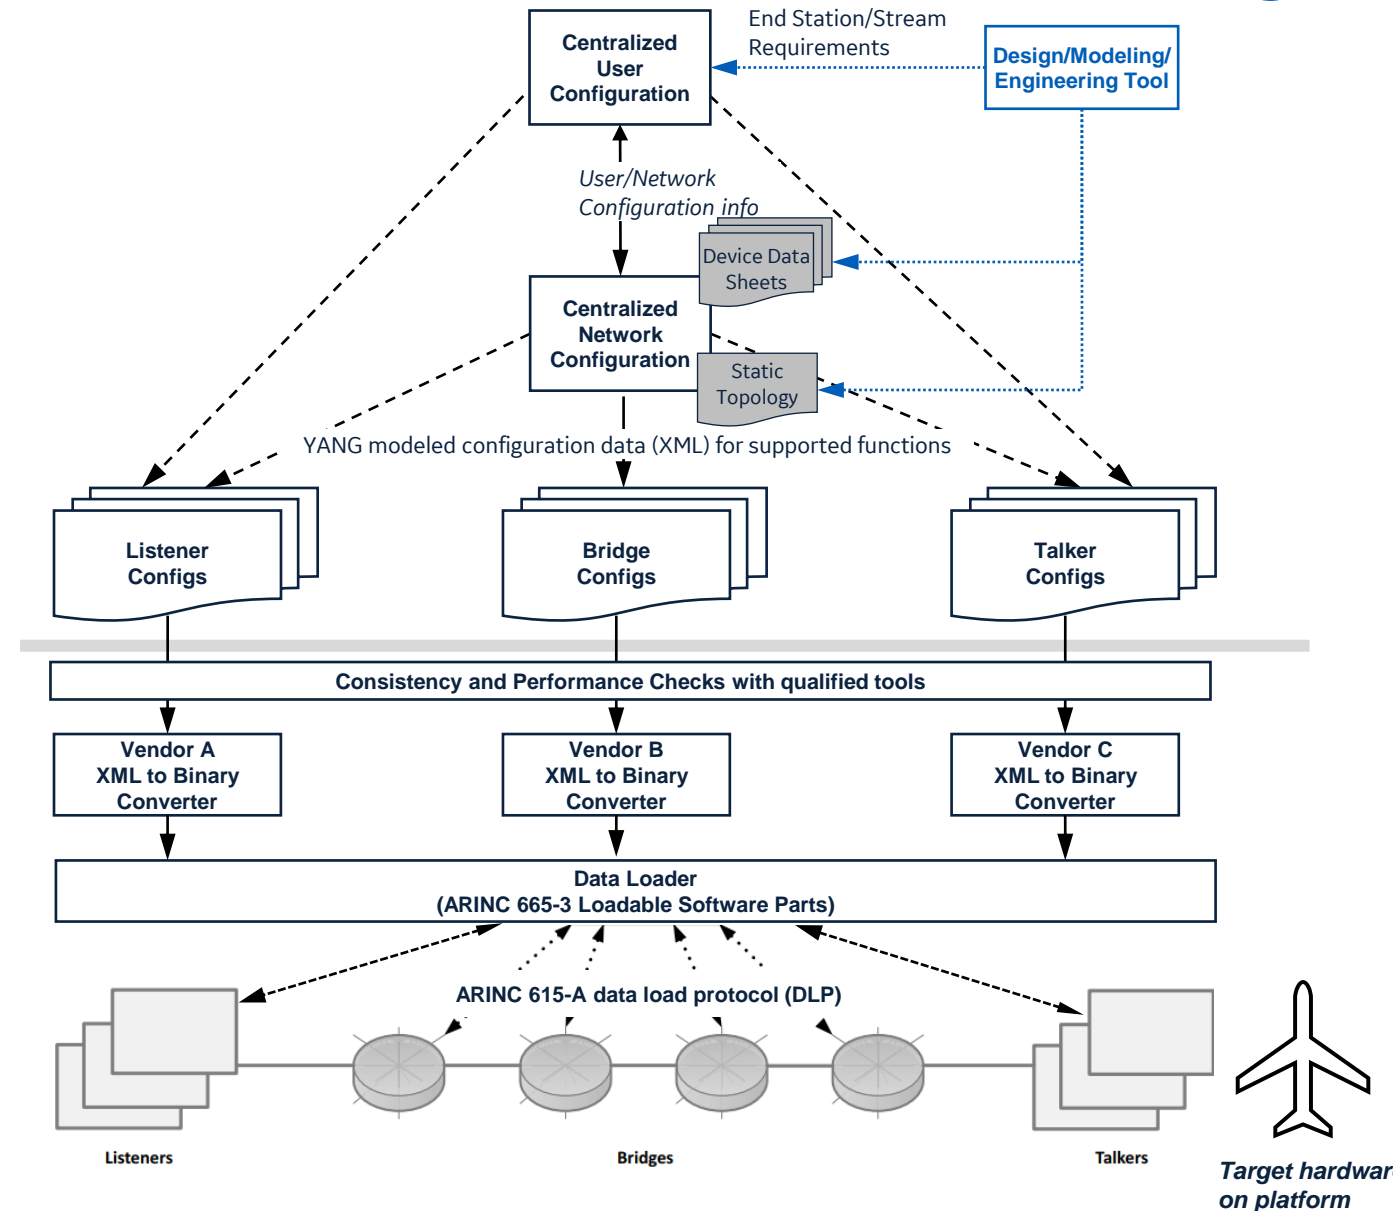 End Station/Stream
Requirements
Centralized
User
Configuration
Design/Modeling/
Engineering Tool
User/Network
Configuration info
Device Data
Sheets
Centralized
Network
Configuration
Static
Topology
YANG modeled configuration data (XML) for supported functions
Listener
Configs
Bridge
Configs
Talker
Configs
Consistency and Performance Checks with qualified tools
Vendor A
XML to Binary
Converter
Vendor B
XML to Binary
Converter
Vendor C
XML to Binary
Converter
Data Loader
(ARINC 665-3 Loadable Software Parts)
ARINC 615-A data load protocol (DLP)
Listeners
Bridges
Talkers
Target hardwar
on platform